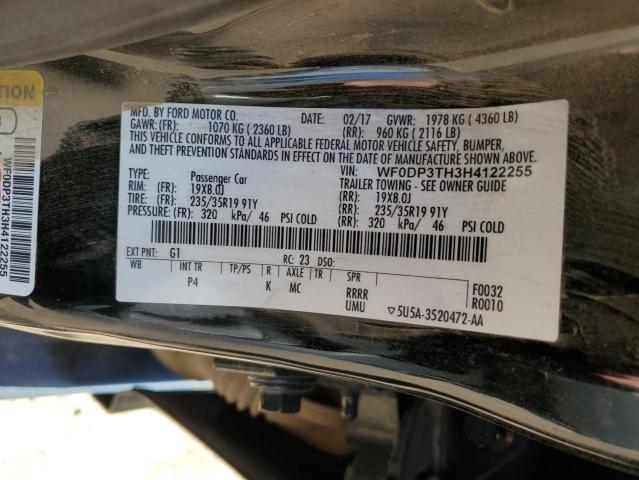 MFD. BY FORD MOTOR CO. DATE: 02/17 GVWR: 1978 KG ( 4360 LB)
GAWR: (FR): 1070 KG ( 2360 LB) (RR): 960 KG ( 2116 LB)
THIS VEHICLE CONFORMS TO ALL APPLICABLE FEDERAL MOTOR VEHICLE SAFETY, BUMPER,
AND THEFT PREVENTION STANDARDS IN EFFECT ON THE DATE OF MANUFACTURE SHOWN ABOVE.
VIN: WF0DP3TH3H4122255
TYPE: Passenger Car TRAILER TOWING - SEE OWNER GUIDE
RIM: 19X8.0J 19X8.0J
TIRE: (FR) 235/35R19 91Y (RR) 235/35R19 91Y
PRESSURE: (FR) 320 kPa/ 46 PSI COLD (RR) 320 kPa/ 46 PSI COLD
EXT PNT: G1 RC: 23 DSO:
WB INT TR TP/PS R AXLE TR SPR F0032
P4 K MC RRRR R0010
UMU 5U5A-3520472-AA
WF0DP3TH3H4122255